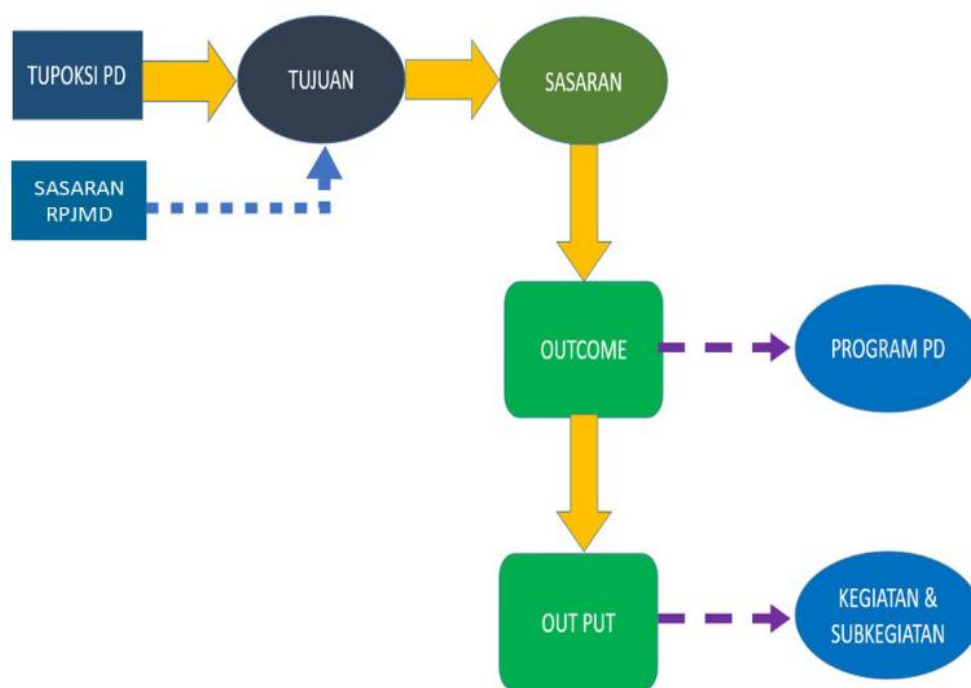 TUPOKSI PD
TUJUAN
SASARAN
SASARAN
RPJMD
OUTCOME
PROGRAM PD
OUT PUT
KEGIATAN &
SUBKEGIATAN